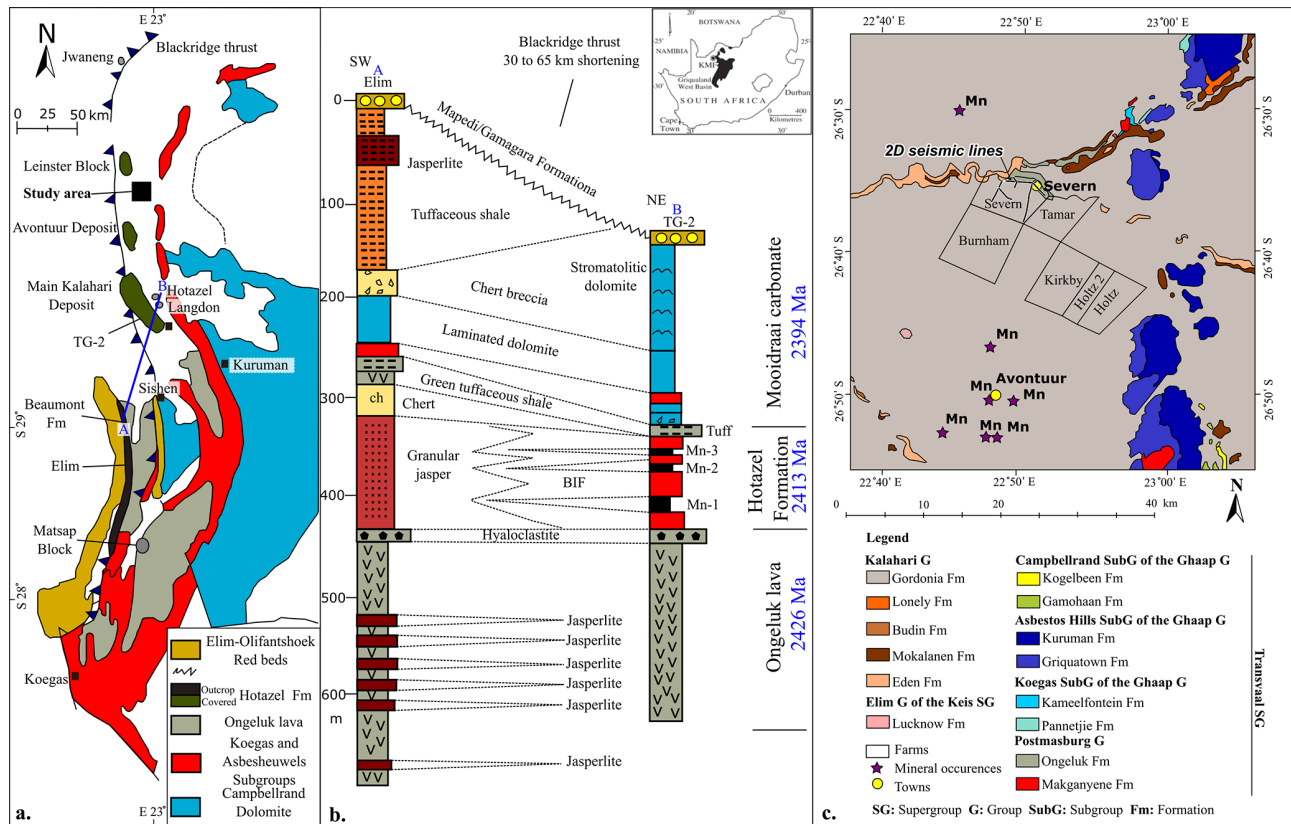 E 23°
N
Jwaneng
Blackridge thrust
0
25
50 km
Leinster Block
Study area
Avontuur Deposit
Main Kalahari
Deposit
B
Hotazel
Langdon
TG-2
Kuruman
Sishen
Beaumont
Fm
A
S 29°
Elim
Matsap
Block
S 28°
Koegas
E 23°
Elim-Olifantshoek
Red beds
Outcrop
Covered
Hotazel Fm
Ongeluk lava
Koegas and
Asbesheuwels
Subgroups
Campbellrand
Dolomite
a.
b.
SW
A
Elim
Blackridge thrust
30 to 65 km shortening
0
100
200
300
400
500
600
m
Mapedi/Gamagara Formationa
Jasperlite
Tuffaceous shale
NE
B
TG-2
Stromatolitic
dolomite
Chert breccia
Laminated dolomite
Green tuffaceous shale
ch
Chert
Tuff
Granular
jasper
BIF
Mn-3
Mn-2
Mn-1
Hyaloclastite
Jasperlite
Jasperlite
Jasperlite
Jasperlite
Jasperlite
Jasperlite
Mooidraai carbonate
2394 Ma
Hotazel
Formation
2413 Ma
Ongeluk lava
2426 Ma
20°
BOTSWANA
30°
25°
25°
NAMIBIA
KMF
Griqualand
West Basin
30°
30°
SOUTH AFRICA
Durban
0
400
Kilometres
Cape
Town
20°
30°
c.
22°40' E
22°50' E
23°00' E
26°30' S
26°30' S
26°40' S
26°40' S
26°50' S
26°50' S
22°40' E
22°50' E
23°00' E
Mn
2D seismic lines
Severn
Severn
Tamar
Burnham
Kirkby
Holtz 2
Holtz
Mn
Avontuur
Mn
Mn
Mn
Mn
Mn
N
0
10
20
40 km
Legend
Kalahari G
Gordonia Fm
Lonely Fm
Budin Fm
Mokalanen Fm
Eden Fm
Elim G of the Keis SG
Lucknow Fm
Farms
Mineral occurences
Towns
Campbellrand SubG of the Ghaap G
Kogelbeen Fm
Gamohaan Fm
Asbestos Hills SubG of the Ghaap G
Kuruman Fm
Griquatown Fm
Koegas SubG of the Ghaap G
Kameelfontein Fm
Pannetjie Fm
Postmasburg G
Ongeluk Fm
Makganyene Fm
Transvaal SG
SG: Supergroup G: Group SubG: Subgroup Fm: Formation